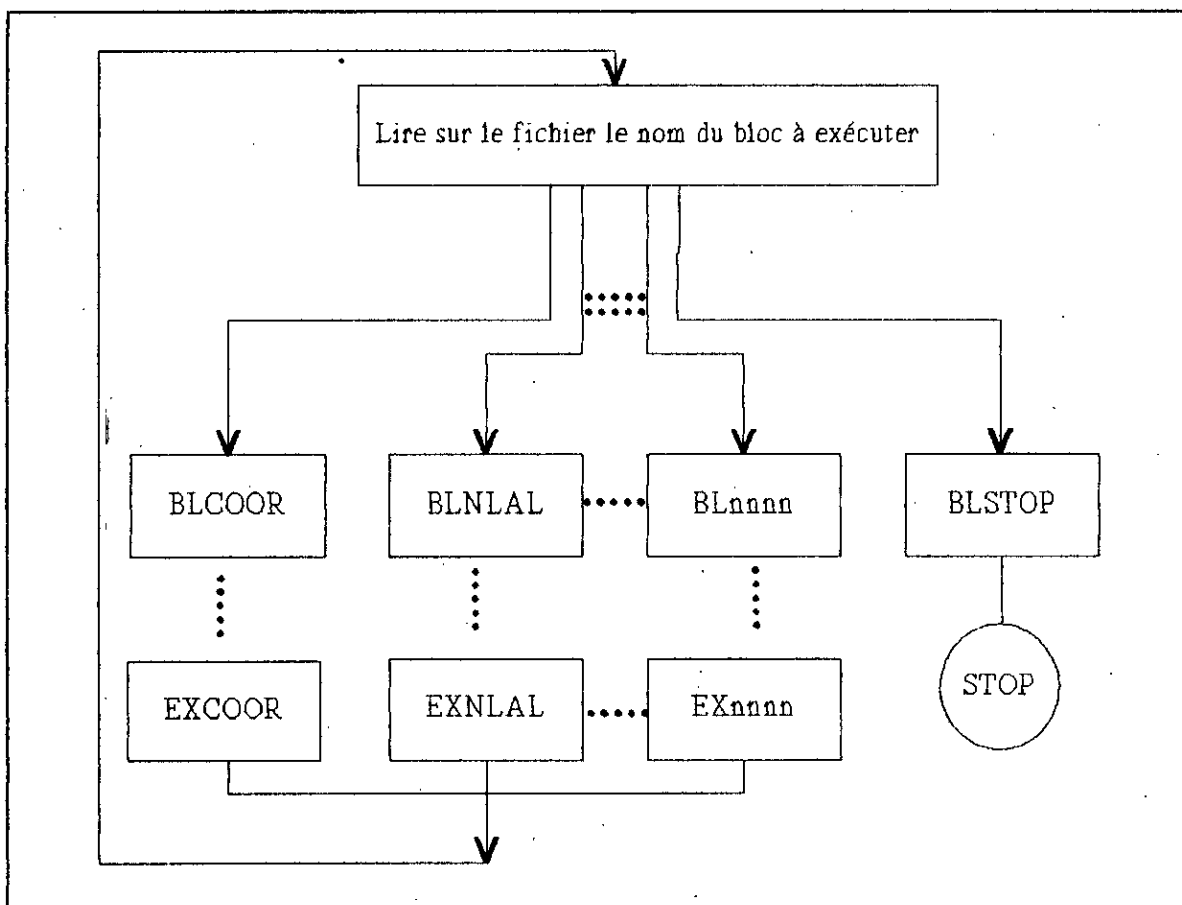 Lire sur le fichier le nom du bloc à exécuter
BLCOOR
BLNLAL
BLnnnn
BLSTOP
EXCOOR
EXNLAL
EXnnnn
STOP